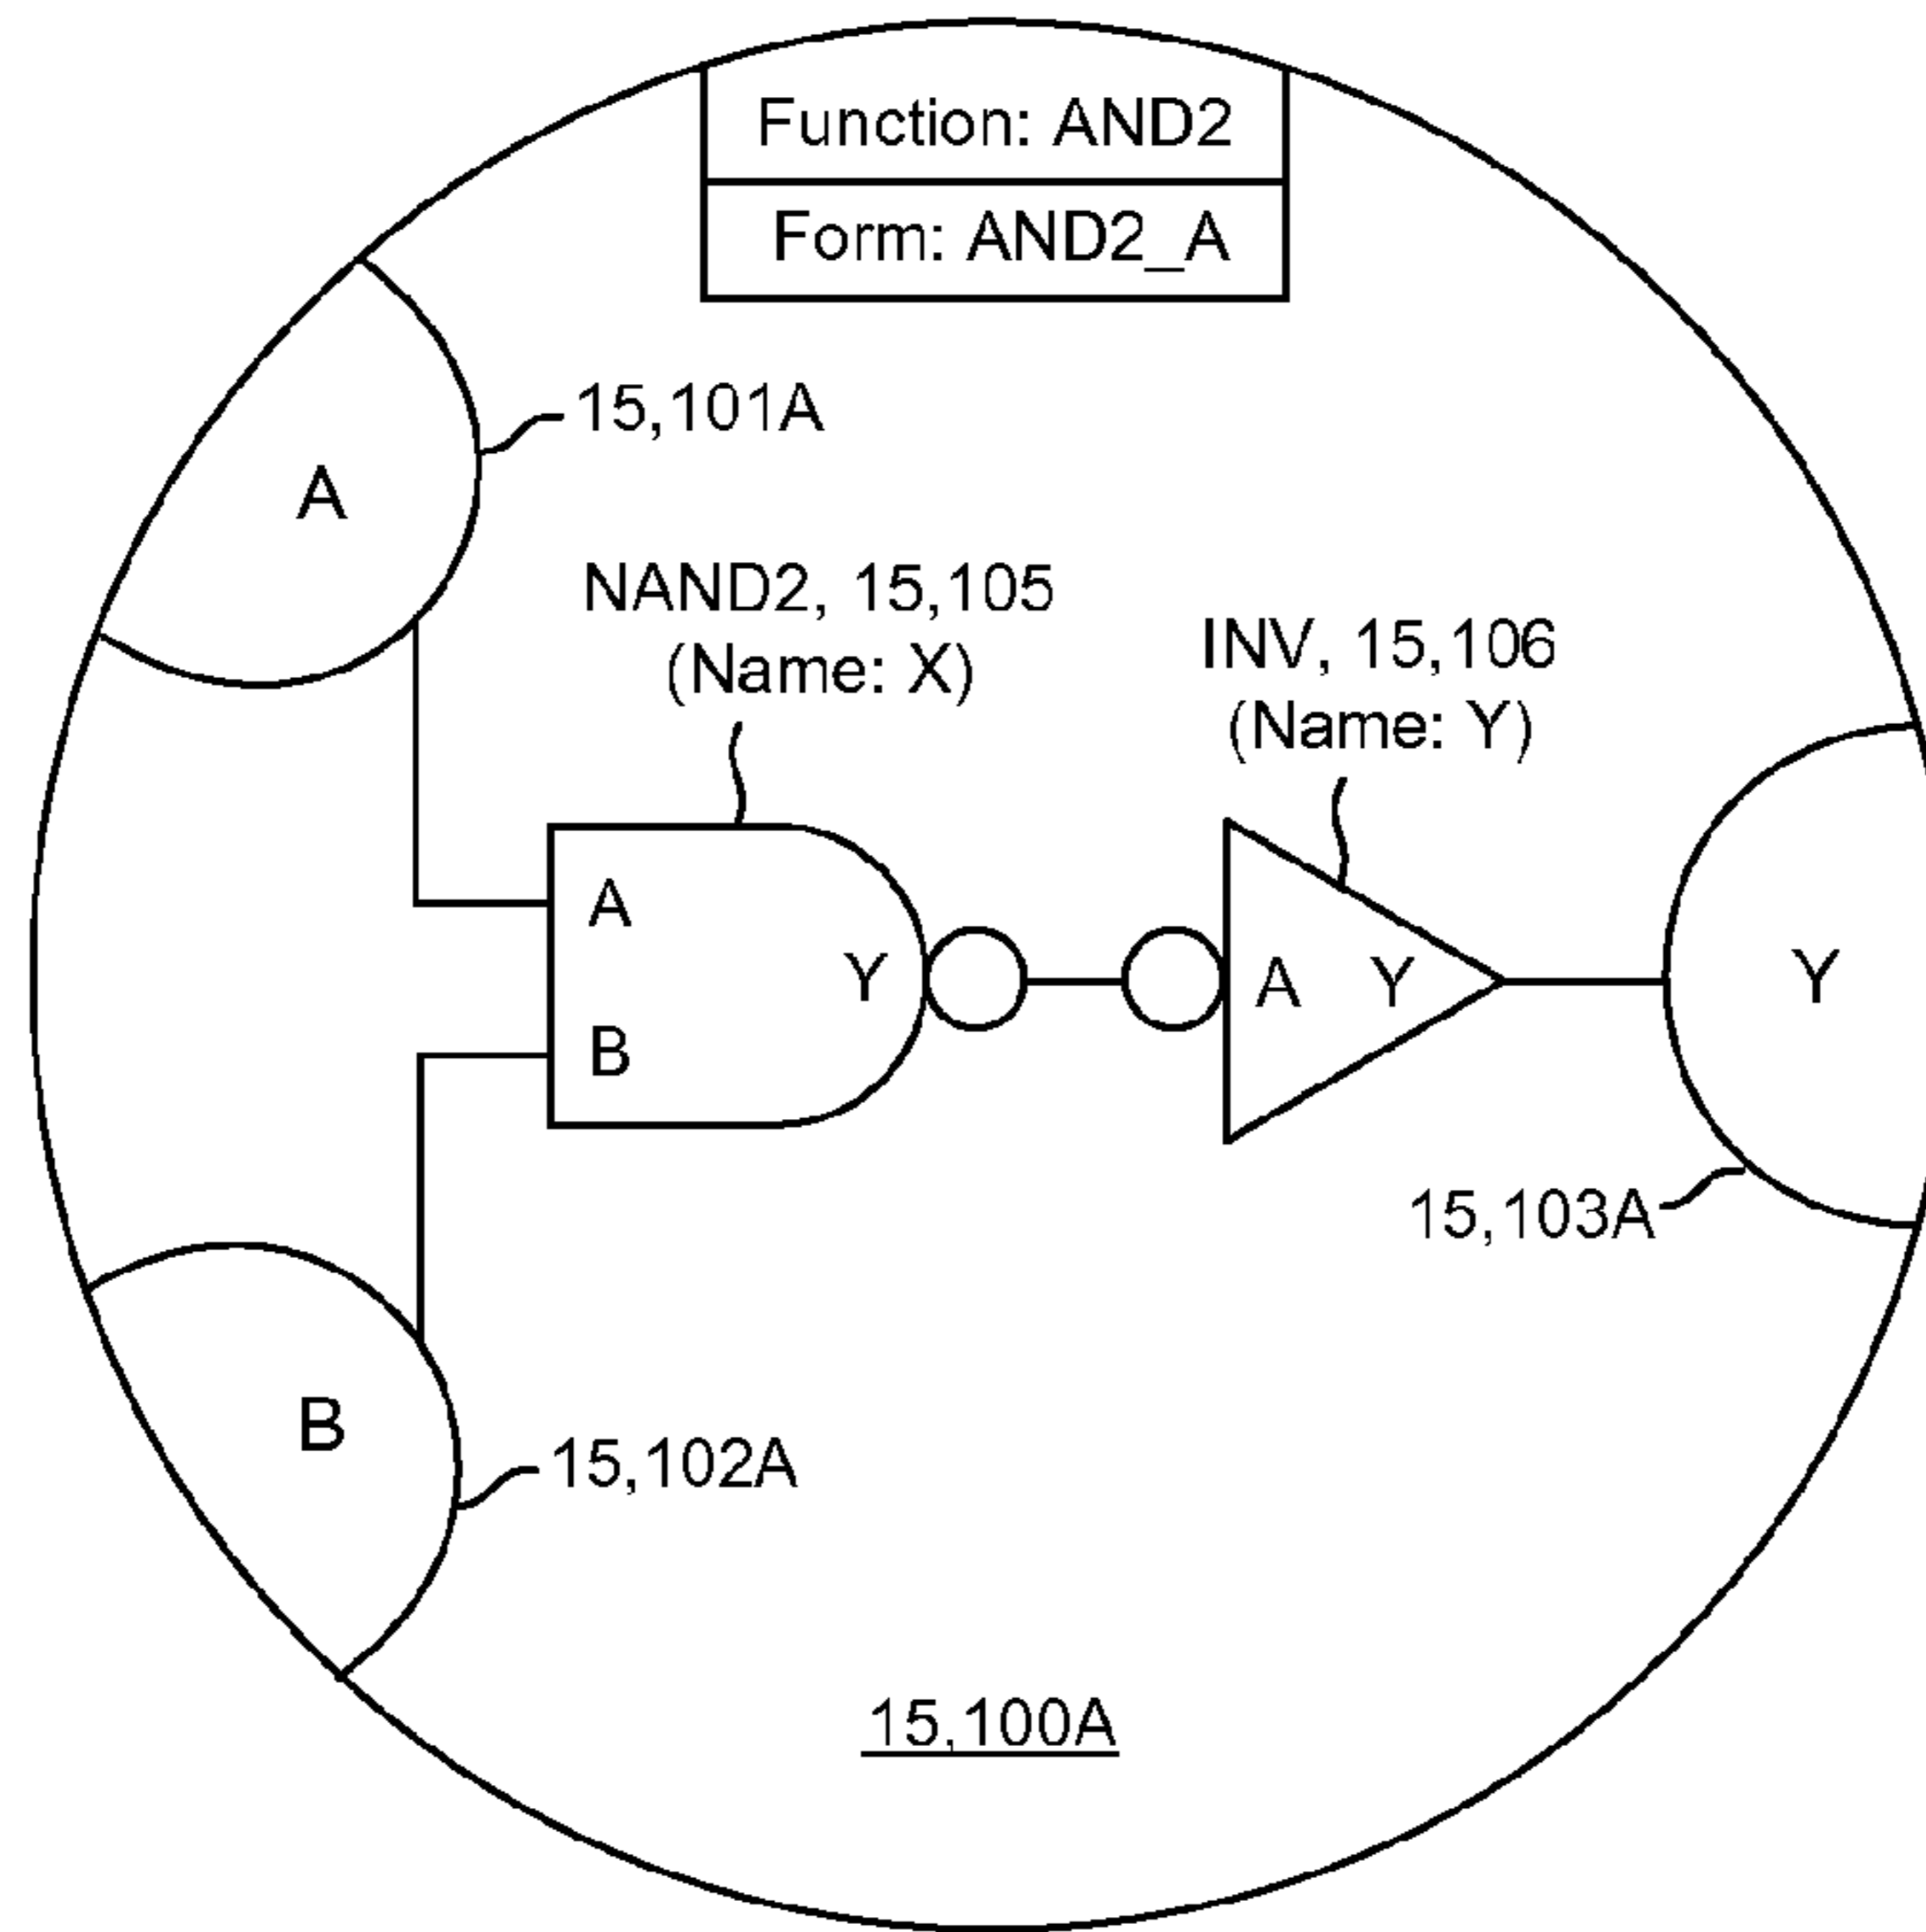 Function: AND2
Form: AND2_A
15,101A
A
NAND2, 15,105
(Name: X)
INV, 15,106
(Name: Y)
A
Y
B
A Y
Y
15,103A
B
15,102A
15,100A